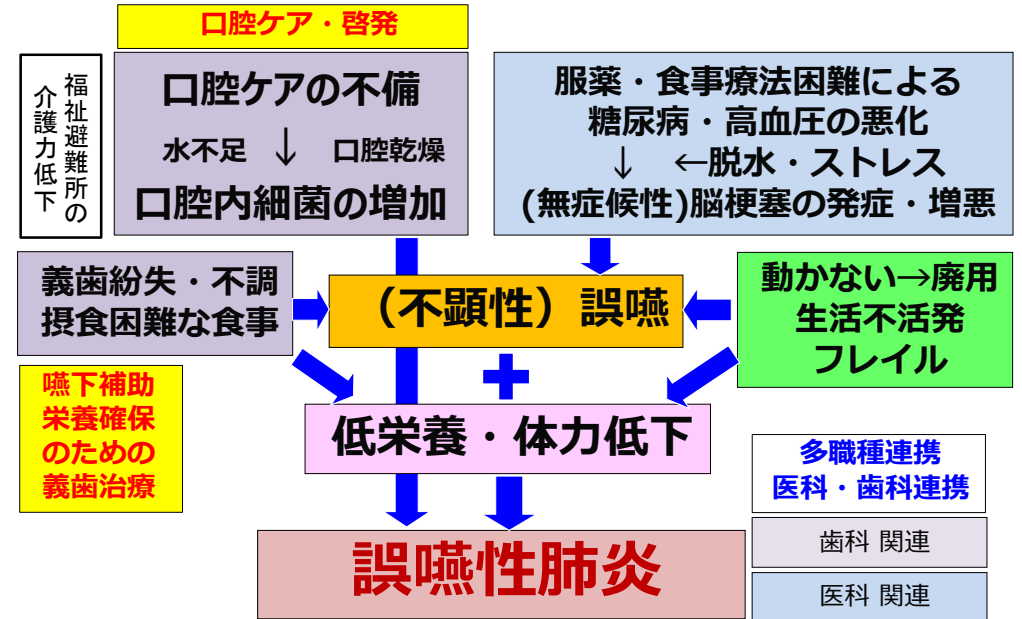 口腔ケア・啓発
福祉避難所の
介護力低下
口腔ケアの不備
水不足 ↓ 口腔乾燥
口腔内細菌の増加
服薬・食事療法困難による
糖尿病・高血圧の悪化
↓ ←脱水・ストレス
(無症候性)脳梗塞の発症・増悪
義歯紛失・不調
摂食困難な食事
（不顕性）誤嚥
動かない→廃用
生活不活発
フレイル
嚥下補助
栄養確保
のための
義歯治療
低栄養・体力低下
多職種連携
医科・歯科連携
歯科 関連
医科 関連
誤嚥性肺炎